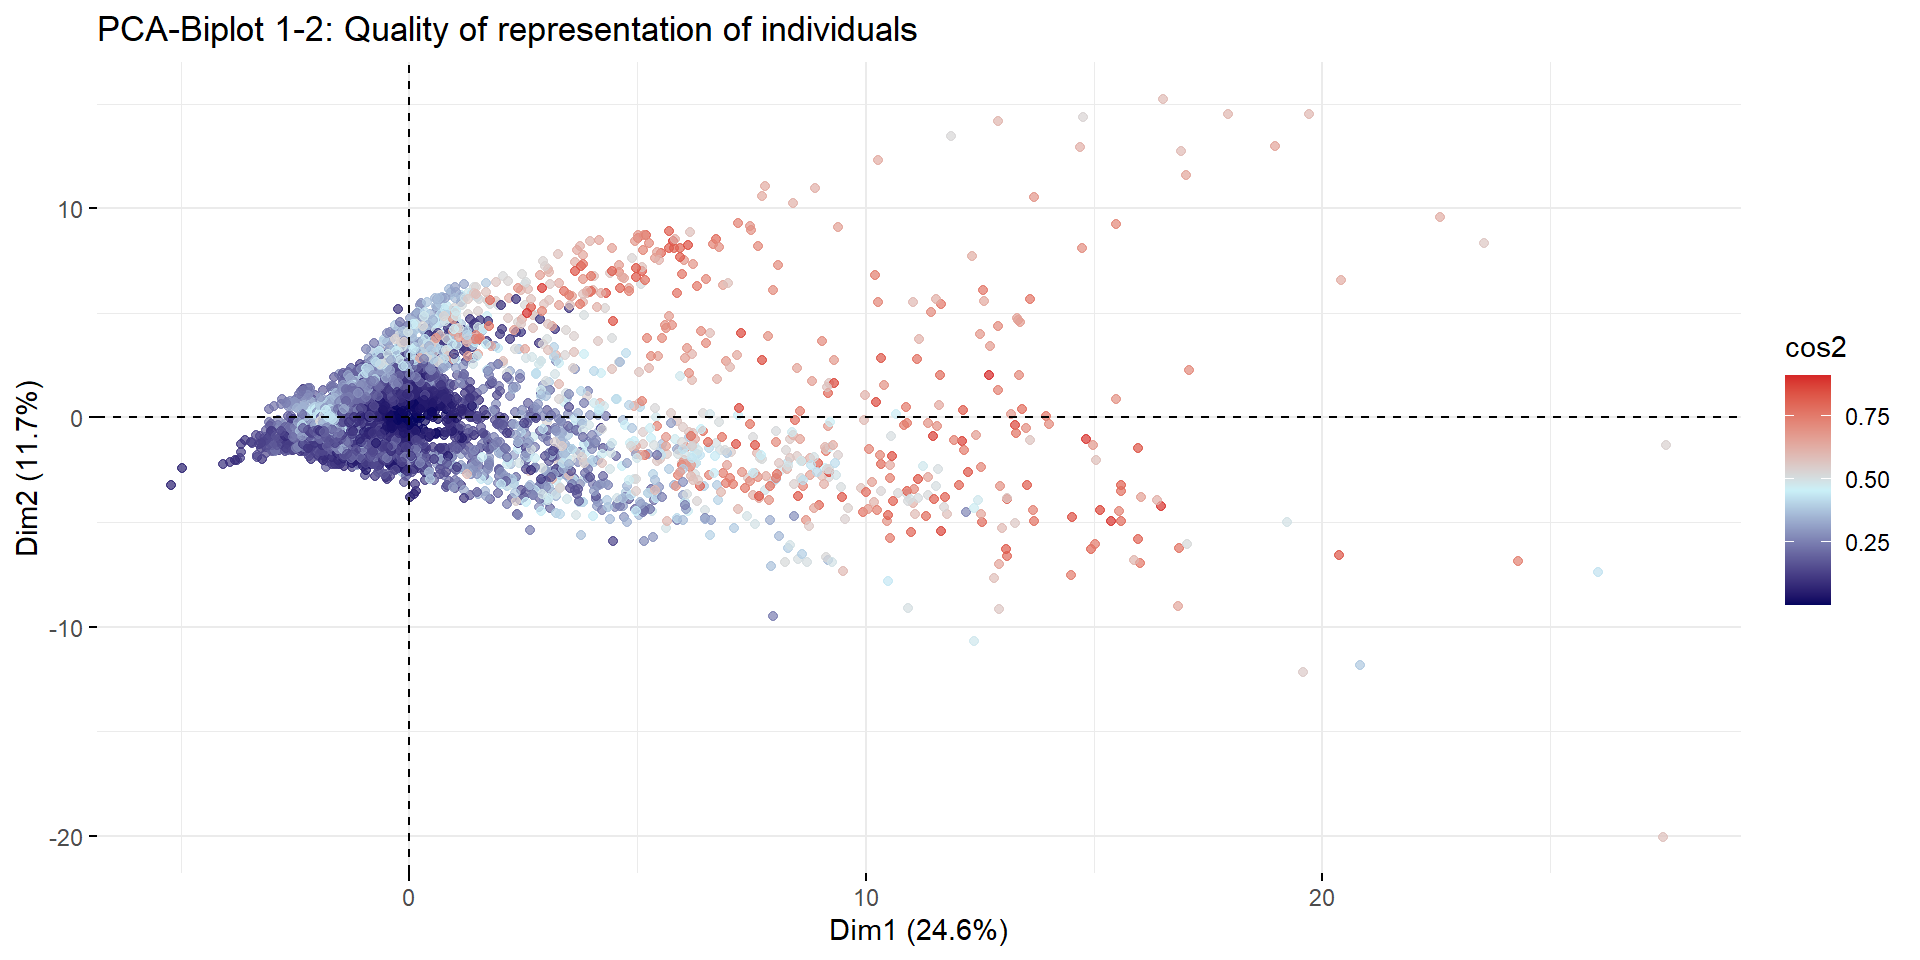 PCA-Biplot 1-2: Quality of representation of individuals
Dim2 (11.7%)
10
0
-10
-20
0
10
20
Dim1 (24.6%)
cos2
0.75
0.50
0.25